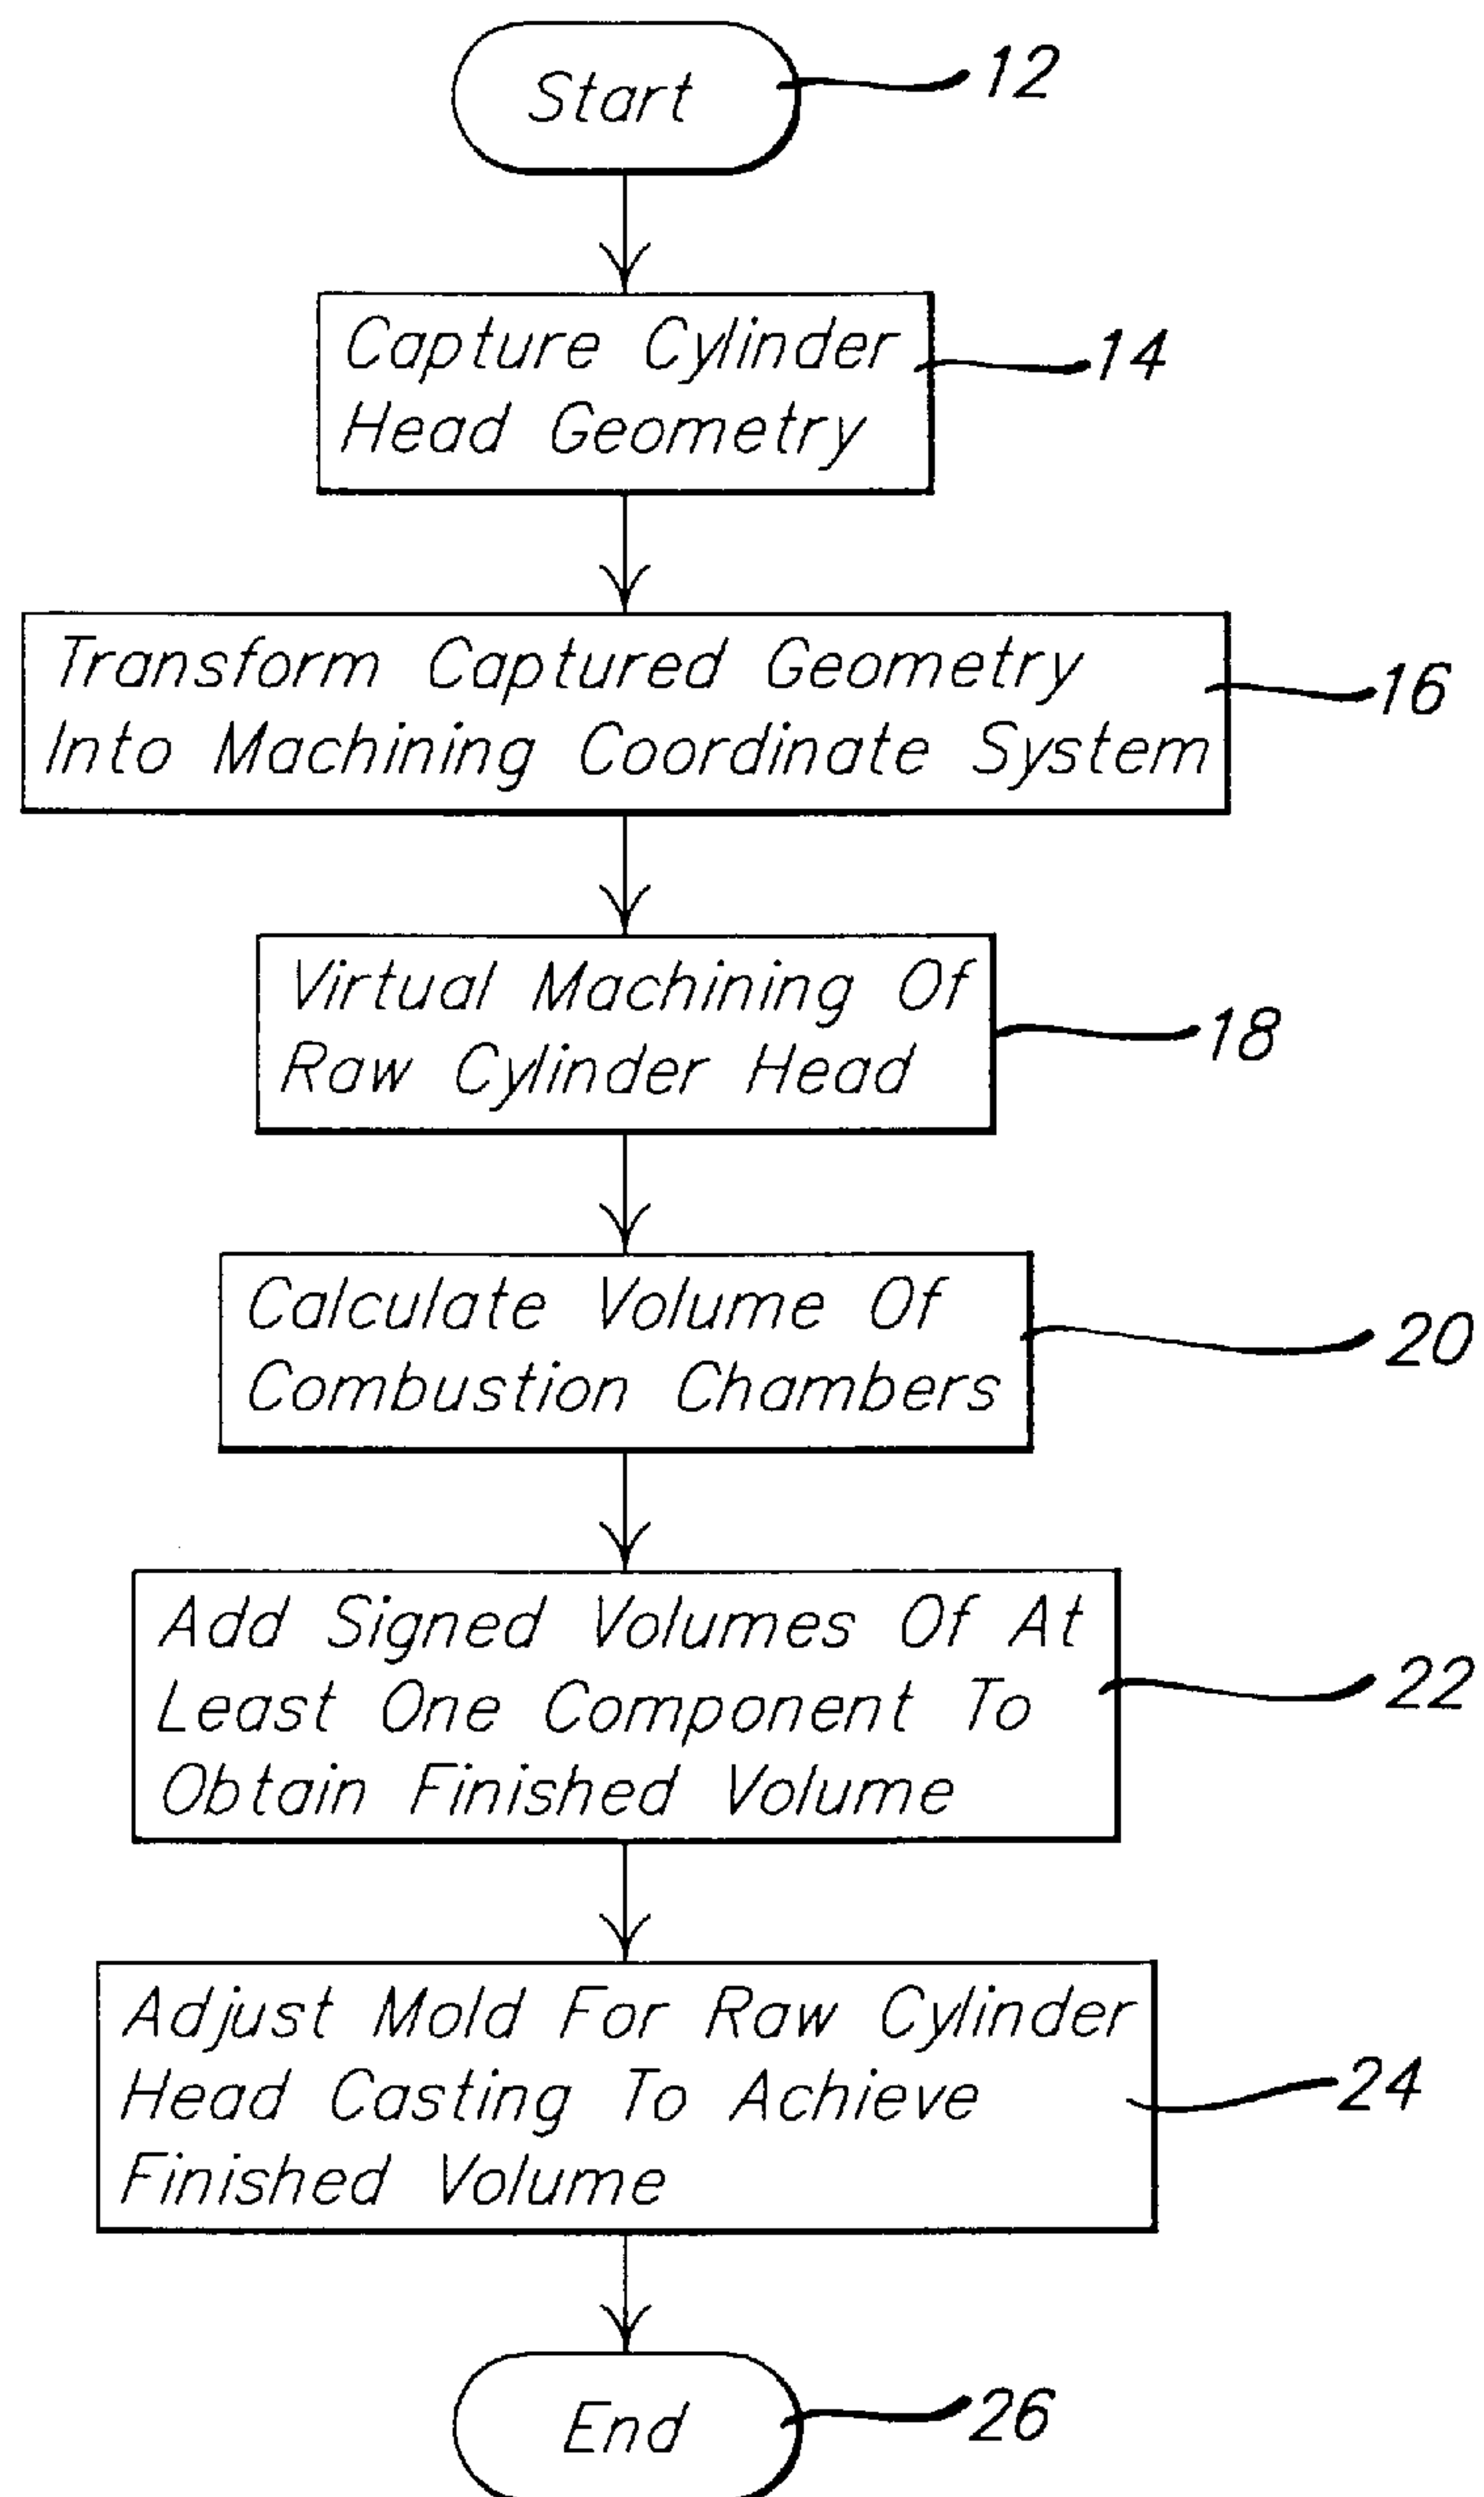 Start
12
Capture Cylinder
Head Geometry
14
Transform Captured Geometry
Into Machining Coordinate System
16
Virtual Machining Of
Raw Cylinder Head
18
Calculate Volume Of
Combustion Chambers
20
Add Signed Volumes Of At
Least One Component To
Obtain Finished Volume
22
Adjust Mold For Raw Cylinder
Head Casting To Achieve
Finished Volume
24
End
26